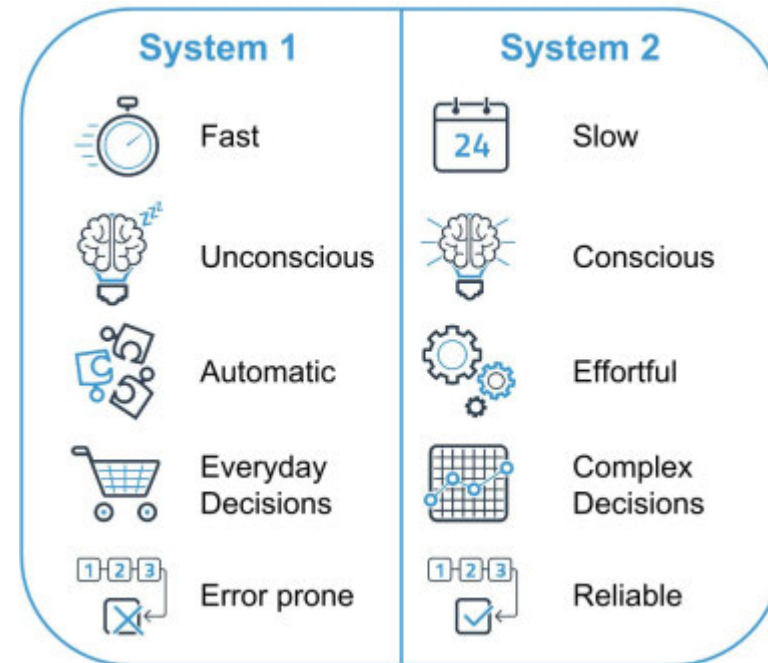 System 1
Fast
zzz
Unconscious
Automatic
Everyday
Decisions
1 2 3
Error prone
System 2
24
Slow
Conscious
Effortful
Complex
Decisions
1 2 3
Reliable